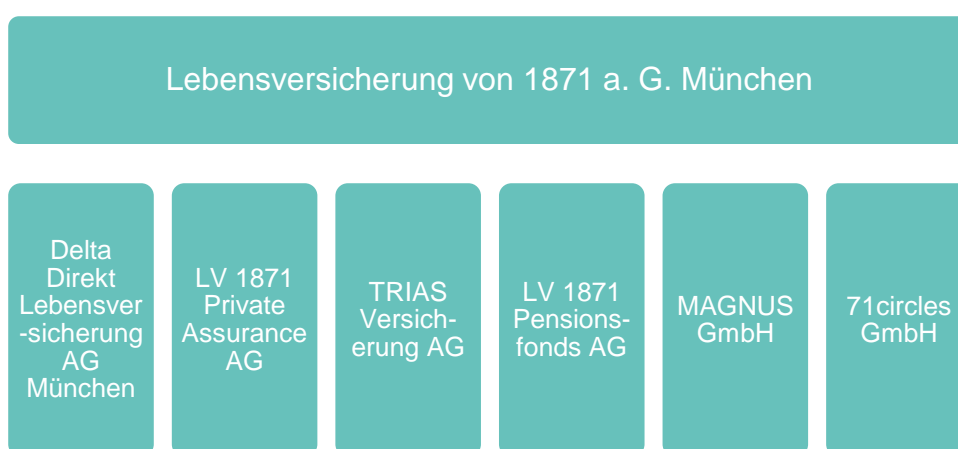 Lebensversicherung von 1871 a. G. München
Delta
Direkt
Lebensver
-sicherung
AG
München
LV 1871
Private
Assurance
AG
TRIAS
Versich-
erung AG
LV 1871
Pensions-
fonds AG
MAGNUS
GmbH
71circles
GmbH